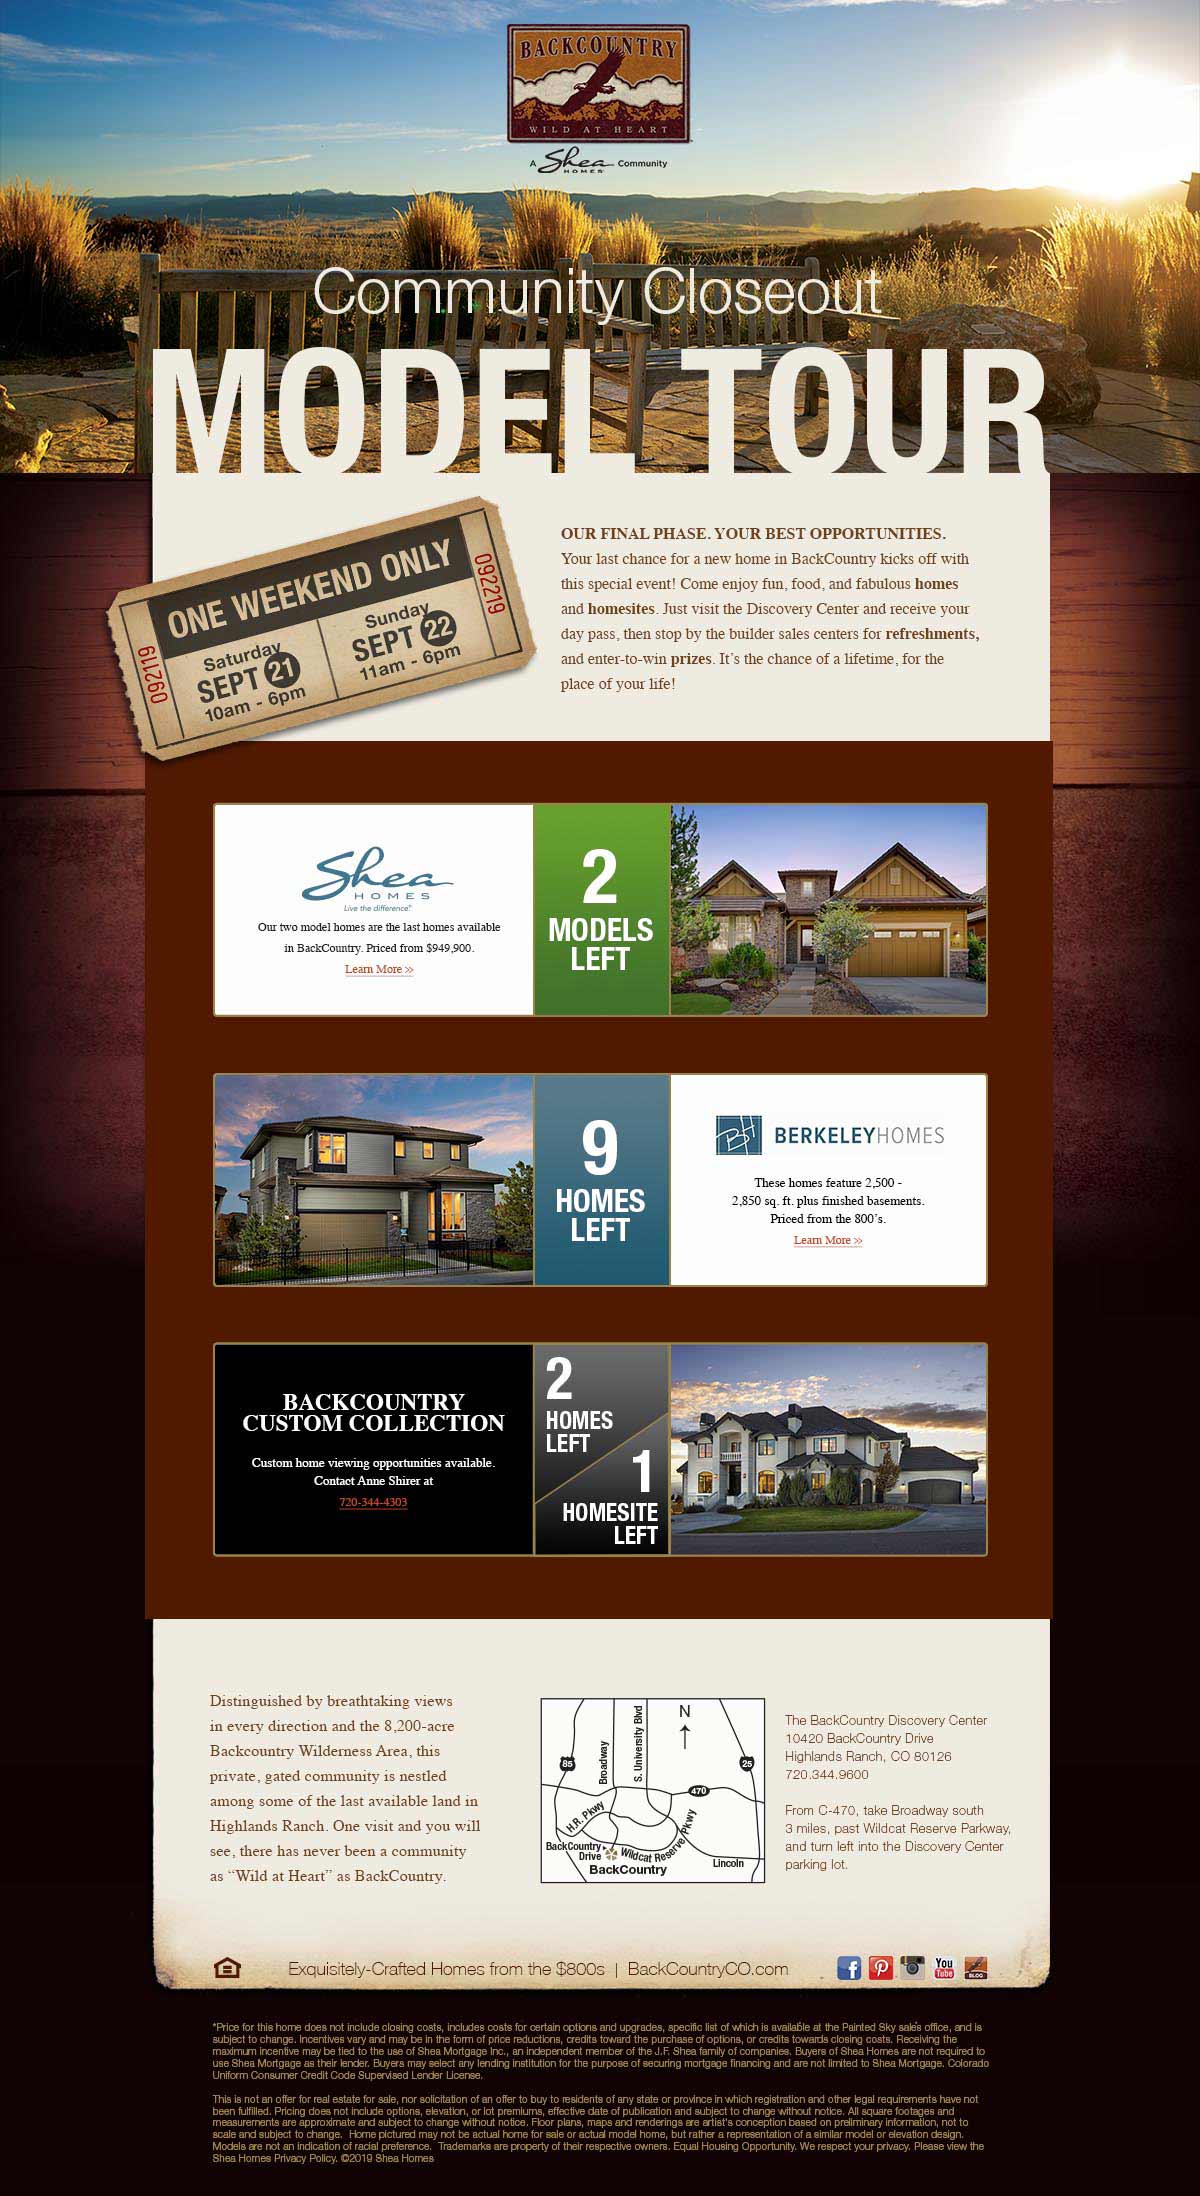 BACKCOUNTRY
WILD AT HEART
A Shea Community
HOMES
Community Closeout
MODEL TOUR
ONE WEEKEND ONLY
092119
Saturday
SEPT 21
10am - 6pm
Sunday
SEPT 22
11am - 6pm
092219
OUR FINAL PHASE. YOUR BEST OPPORTUNITIES.
Your last chance for a new home in BackCountry kicks off with
this special event! Come enjoy fun, food, and fabulous homes
and homesites. Just visit the Discovery Center and receive your
day pass, then stop by the builder sales centers for refreshments,
and enter-to-win prizes. It's the chance of a lifetime, for the
place of your life!
Shea
HOMES
Live the difference
Our two model homes are the last homes available
in BackCountry. Priced from $949,900.
Learn More >>
2
MODELS
LEFT
9
HOMES
LEFT
BH BERKELEYHOMES
These homes feature 2,500 -
2,850 sq. ft. plus finished basements.
Priced from the 800's.
Learn More >>
BACKCOUNTRY
CUSTOM COLLECTION
Custom home viewing opportunities available.
Contact Anne Shirer at
720-344-4303
2
HOMES
LEFT
1
HOMESITE
LEFT
Distinguished by breathtaking views
in every direction and the 8,200-acre
Backcountry Wilderness Area, this
private, gated community is nestled
among some of the last available land in
Highlands Ranch. One visit and you will
see, there has never been a community
as “Wild at Heart” as BackCountry.
N
85
Broadway
S. University Blvd
25
470
H.R. Pkwy
BackCountry
Drive
Wildcat Reserve Pkwy
BackCountry
Lincoln
The BackCountry Discovery Center
10420 BackCountry Drive
Highlands Ranch, CO 80126
720.344.9600
From C-470, take Broadway south
3 miles, past Wildcat Reserve Parkway,
and turn left into the Discovery Center
parking lot.
Exquisitely-Crafted Homes from the $800s | BackCountryCO.com
You
Tube
BLOG
*Price for this home does not include closing costs, includes costs for certain options and upgrades, specific list of which is available at the Painted Sky sales office, and is
subject to change. Incentives vary and may be in the form of price reductions, credits toward the purchase of options, or credits towards closing costs. Receiving the
maximum incentive may be tied to the use of Shea Mortgage Inc., an independent member of the J.F. Shea family of companies. Buyers of Shea Homes are not required to
use Shea Mortgage as their lender. Buyers may select any lending institution for the purpose of securing mortgage financing and are not limited to Shea Mortgage. Colorado
Uniform Consumer Credit Code Supervised Lender License.
This is not an offer for real estate for sale, nor solicitation of an offer to buy to residents of any state or province in which registration and other legal requirements have not
been fulfilled. Pricing does not include options, elevation, or lot premiums, effective date of publication and subject to change without notice. All square footages and
measurements are approximate and subject to change without notice. Floor plans, maps and renderings are artist's conception based on preliminary information, not to
scale and subject to change. Home pictured may not be actual home for sale or actual model home, but rather a representation of a similar model or elevation design.
Models are not an indication of racial preference. Trademarks are property of their respective owners. Equal Housing Opportunity. We respect your privacy. Please view the
Shea Homes Privacy Policy. ©2019 Shea Homes